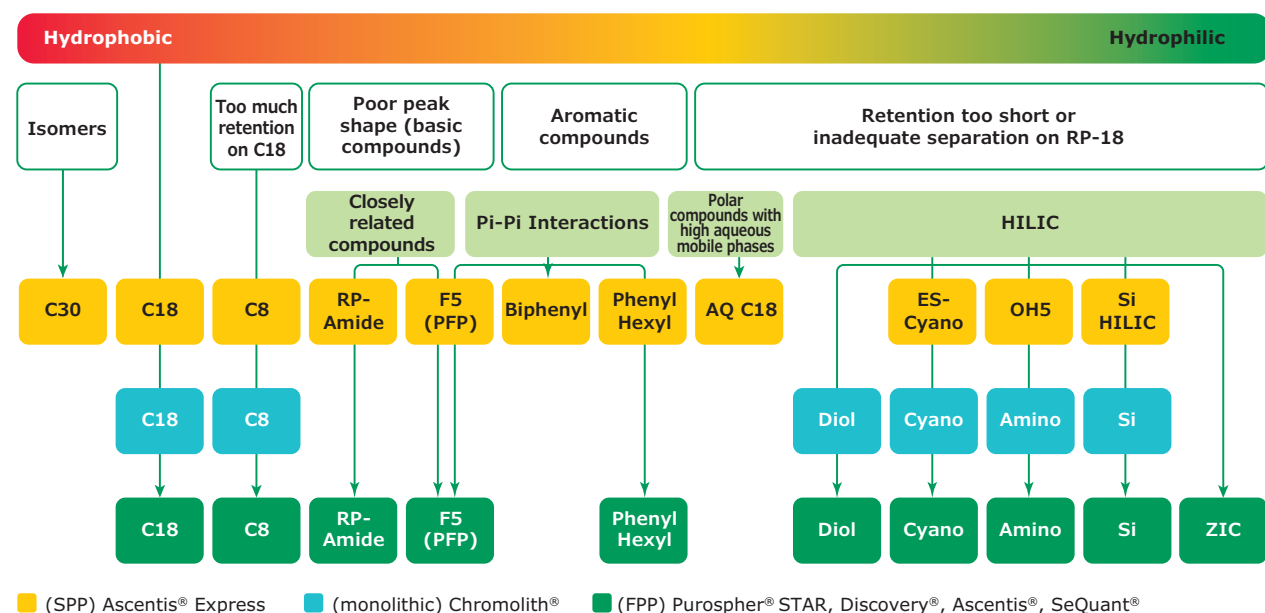 Hydrophobic
Hydrophilic
Isomers
Too much
retention
on C18
Poor peak
shape (basic
compounds)
Aromatic
compounds
Retention too short or
inadequate separation on RP-18
Closely
related
compounds
Pi-Pi Interactions
Polar
compounds with
high aqueous
mobile phases
HILIC
C30
C18
C8
RP-
Amide
F5
(PFP)
Biphenyl
Phenyl
Hexyl
AQ C18
ES-
Cyano
OH5
Si
HILIC
C18
C8
Diol
Cyano
Amino
Si
C18
C8
RP-
Amide
F5
(PFP)
Phenyl
Hexyl
Diol
Cyano
Amino
Si
ZIC
(SPP) Ascentis® Express
(monolithic) Chromolith®
(FPP) Purospher® STAR, Discovery®, Ascentis®, SeQuant®